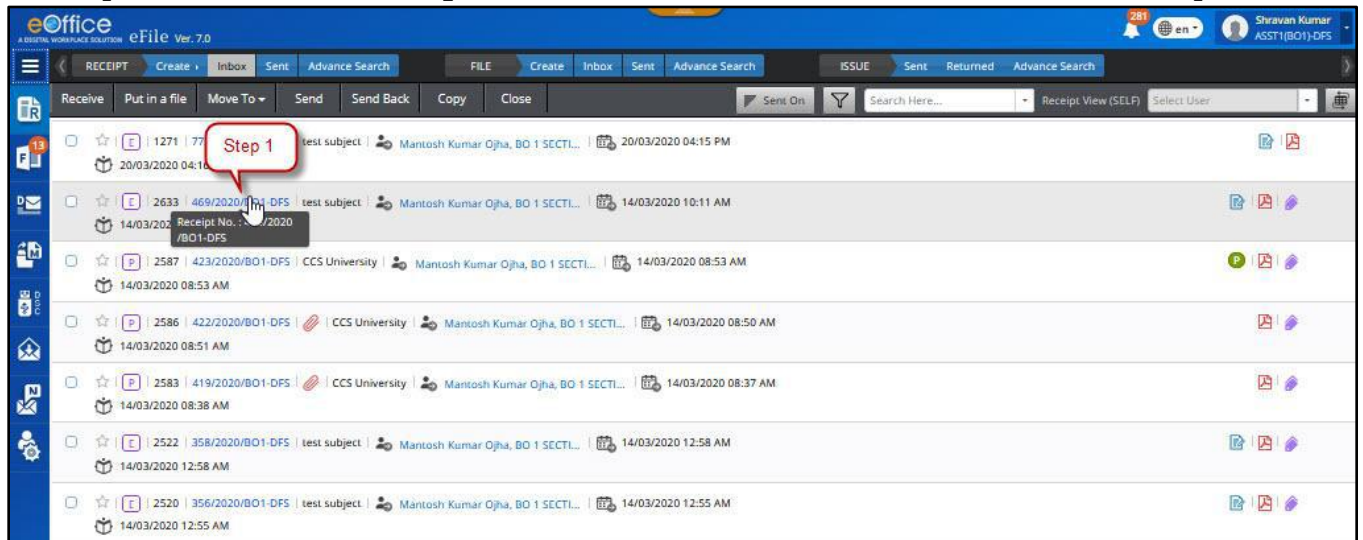 281
eOffice
A DIGITAL WORKPLACE SOLUTION eFile Ver. 7.0
en
Shravan Kumar
ASST1(BO1)-DFS
RECEIPT Create Inbox Sent Advance Search FILE Create Inbox Sent Advance Search ISSUE Sent Returned Advance Search
Receive Put in a file Move To Send Send Back Copy Close Sent On Search Here... Receipt View (SELF) Select User
R
13
F
D
M
DSC
N
Step 1
E 1271 77 test subject Mantosh Kumar Ojha, BO 1 SECTI... 20/03/2020 04:15 PM
20/03/2020 04:1
E 2633 469/2020/BO1-DFS test subject Mantosh Kumar Ojha, BO 1 SECTI... 14/03/2020 10:11 AM
14/03/202
Receipt No. : /2020
/BO1-DFS
P 2587 423/2020/BO1-DFS CCS University Mantosh Kumar Ojha, BO 1 SECTI... 14/03/2020 08:53 AM P
14/03/2020 08:53 AM
P 2586 422/2020/BO1-DFS CCS University Mantosh Kumar Ojha, BO 1 SECTI... 14/03/2020 08:50 AM
14/03/2020 08:51 AM
P 2583 419/2020/BO1-DFS CCS University Mantosh Kumar Ojha, BO 1 SECTI... 14/03/2020 08:37 AM
14/03/2020 08:38 AM
E 2522 358/2020/BO1-DFS test subject Mantosh Kumar Ojha, BO 1 SECTI... 14/03/2020 12:58 AM
14/03/2020 12:58 AM
E 2520 356/2020/BO1-DFS test subject Mantosh Kumar Ojha, BO 1 SECTI... 14/03/2020 12:55 AM
14/03/2020 12:55 AM